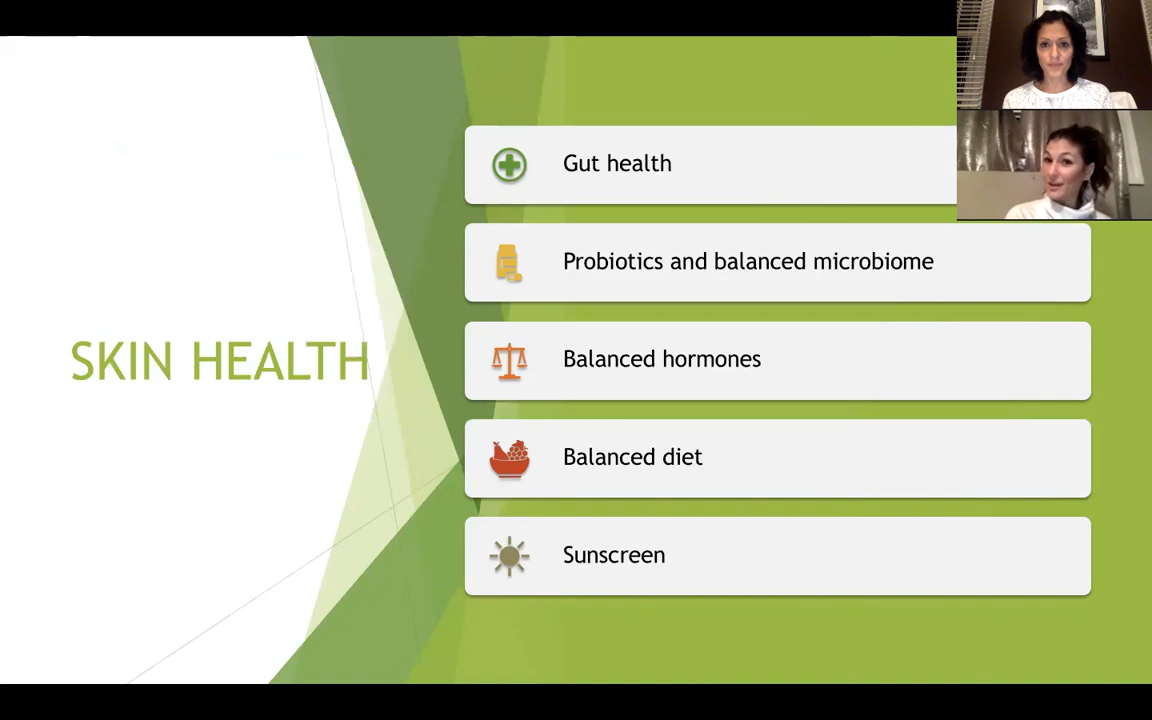 SKIN HEALTH
Gut health
Probiotics and balanced microbiome
Balanced hormones
Balanced diet
Sunscreen